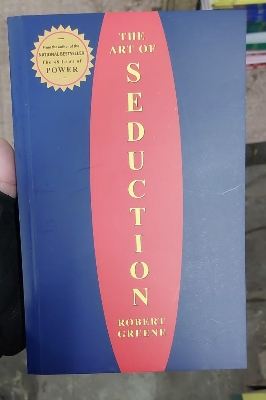 From the author of the
NATIONAL BESTSELLER
The 48 Laws of
POWER
THE
ART OF
SEDUCTION
ROBERT
GREENE